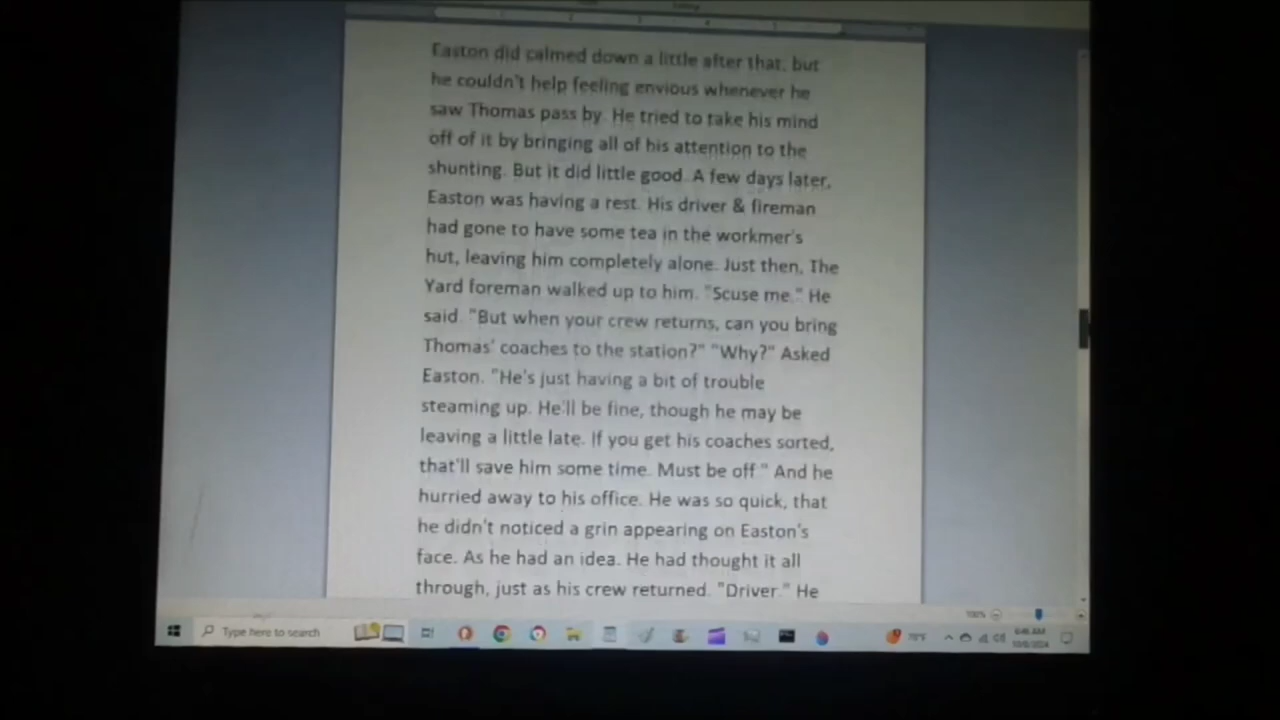 Easton did calmed down a little after that, but
he couldn't help feeling envious whenever he
saw Thomas pass by. He tried to take his mind
off of it by bringing all of his attention to the
shunting. But it did little good. A few days later,
Easton was having a rest. His driver & fireman
had gone to have some tea in the workmer's
hut, leaving him completely alone. Just then, The
Yard foreman walked up to him. "Scuse me." He
said. "But when your crew returns, can you bring
Thomas' coaches to the station?" "Why?" Asked
Easton. "He's just having a bit of trouble
steaming up. He'll be fine, though he may be
leaving a little late. If you get his coaches sorted,
that'll save him some time. Must be off." And he
hurried away to his office. He was so quick, that
he didn't noticed a grin appearing on Easton's
face. As he had an idea. He had thought it all
through, just as his crew returned. "Driver." He
100%
Type here to search